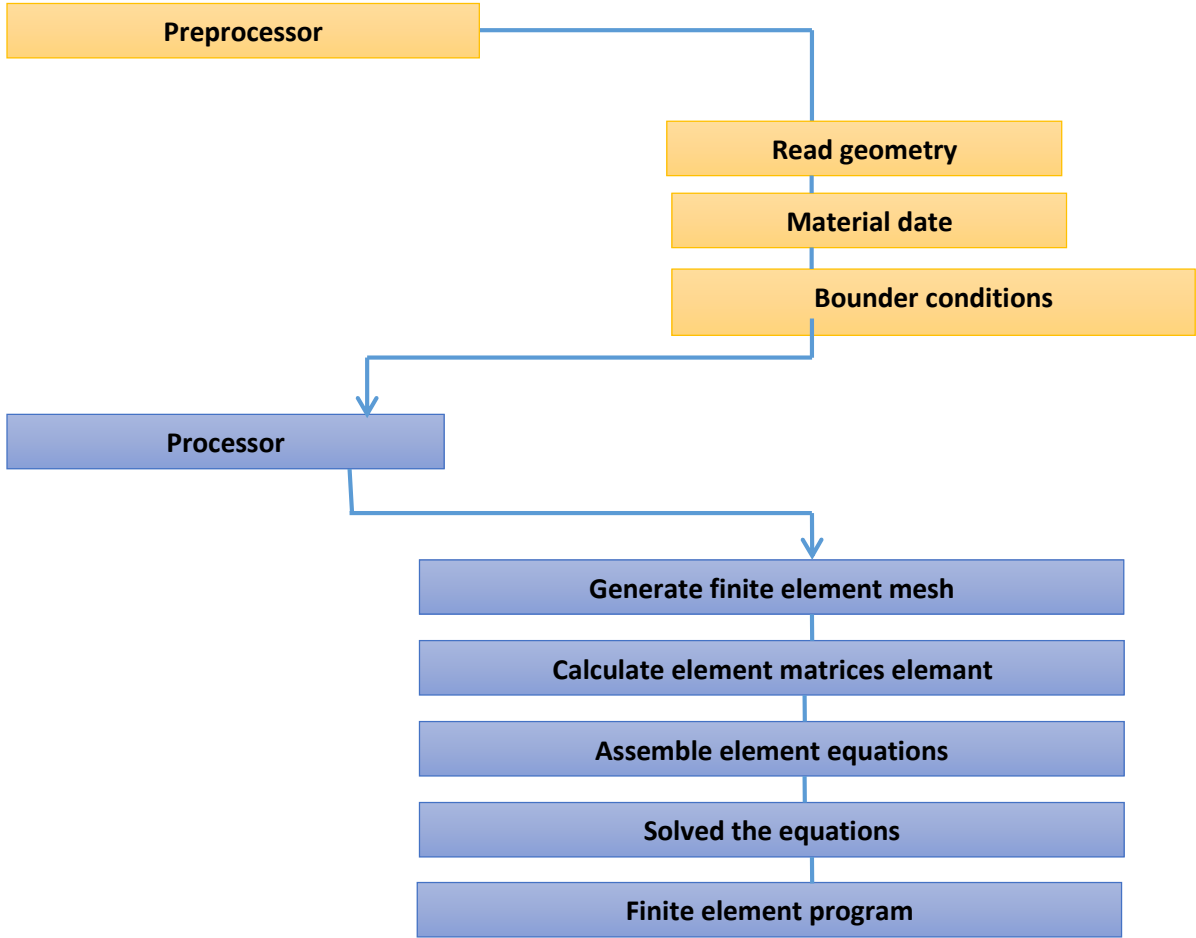 Preprocessor
Read geometry
Material date
Bounder conditions
Processor
Generate finite element mesh
Calculate element matrices elemant
Assemble element equations
Solved the equations
Finite element program